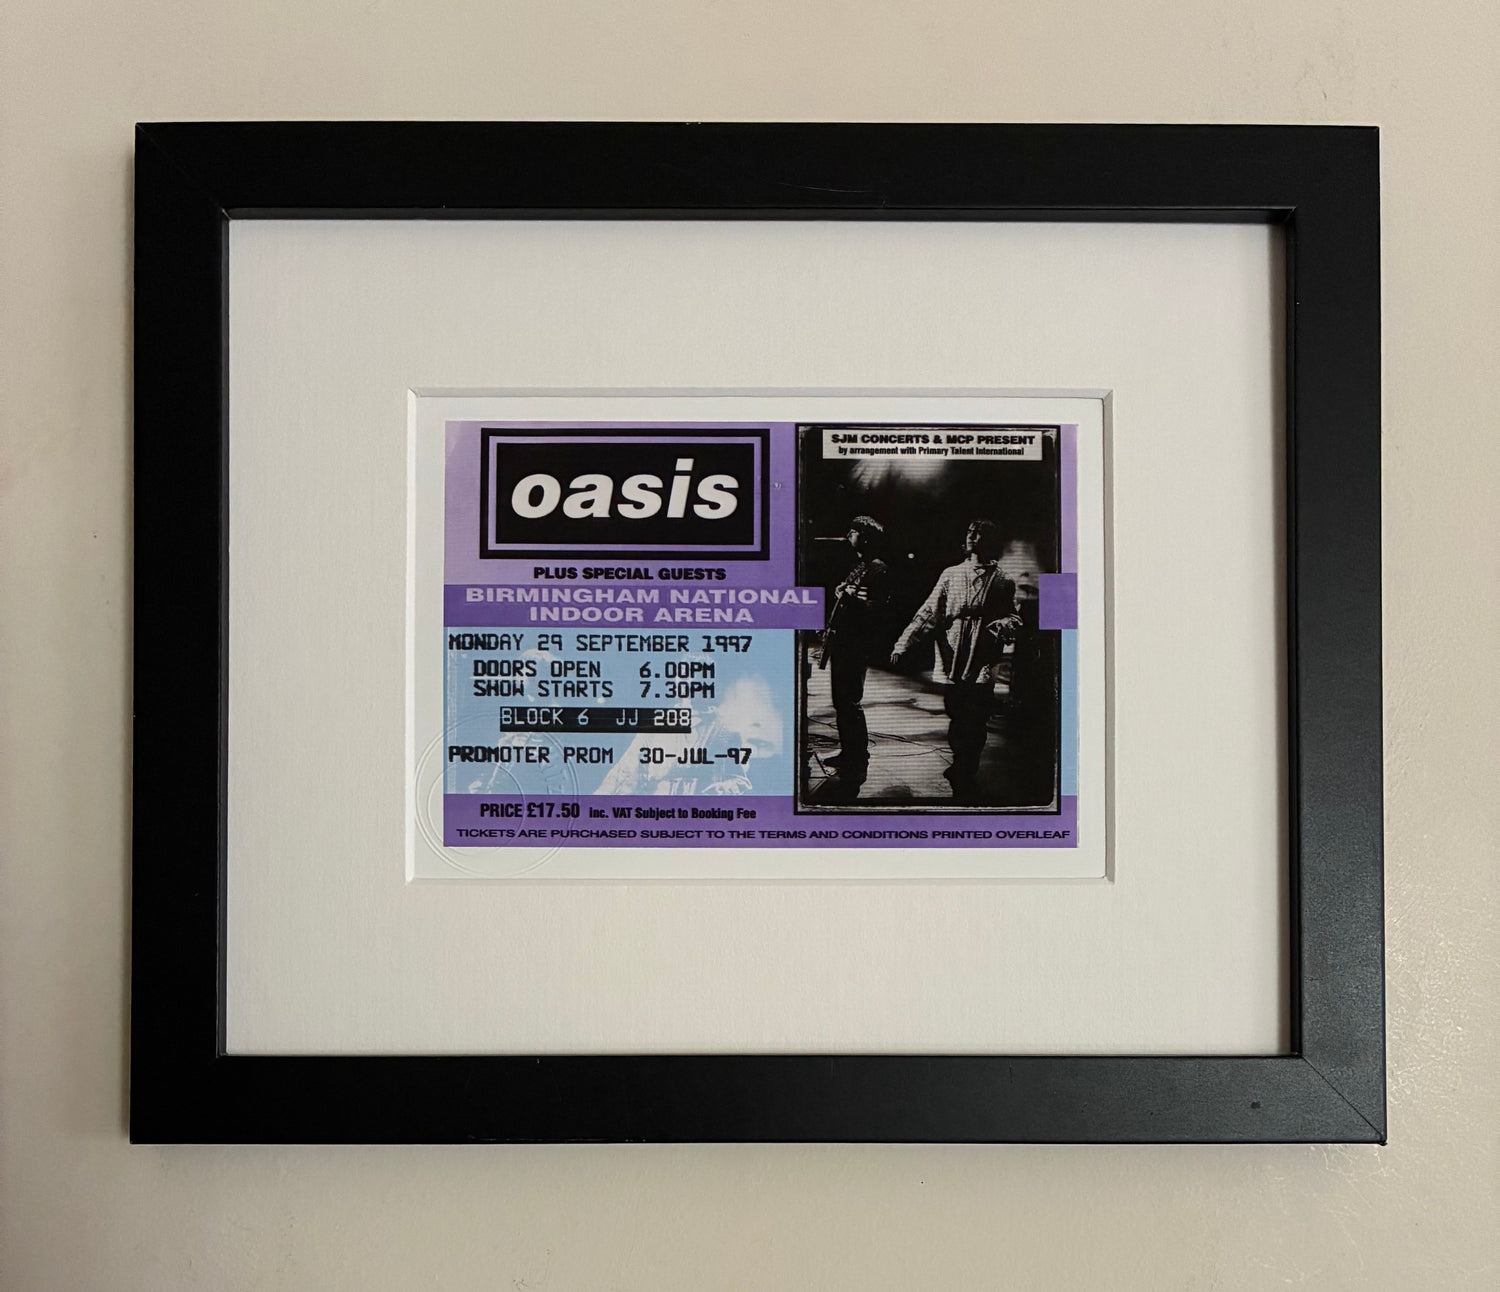 oasis
PLUS SPECIAL GUESTS
BIRMINGHAM NATIONAL
INDOOR ARENA
MONDAY 29 SEPTEMBER 1997
DOORS OPEN 6.00PM
SHOW STARTS 7.30PM
BLOCK 6 JJ 208
PROMOTER PROM 30-JUL-97
PRICE £17.50 inc. VAT Subject to Booking Fee
TICKETS ARE PURCHASED SUBJECT TO THE TERMS AND CONDITIONS PRINTED OVERLEAF
SJM CONCERTS & MCP PRESENT
by arrangement with Primary Talent International